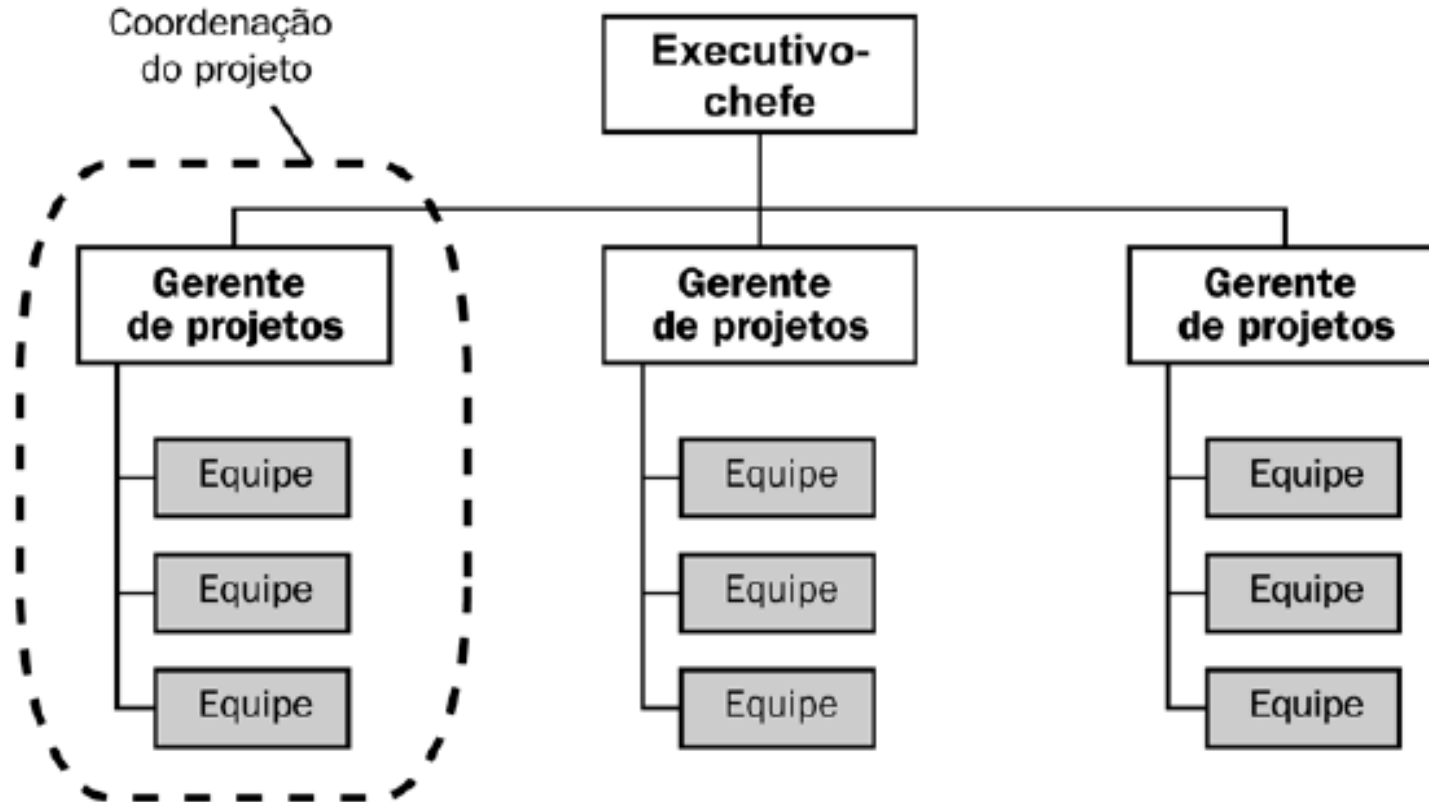 Coordenação
do projeto
Executivo-
chefe
Gerente
de projetos
Gerente
de projetos
Gerente
de projetos
Equipe
Equipe
Equipe
Equipe
Equipe
Equipe
Equipe
Equipe
Equipe